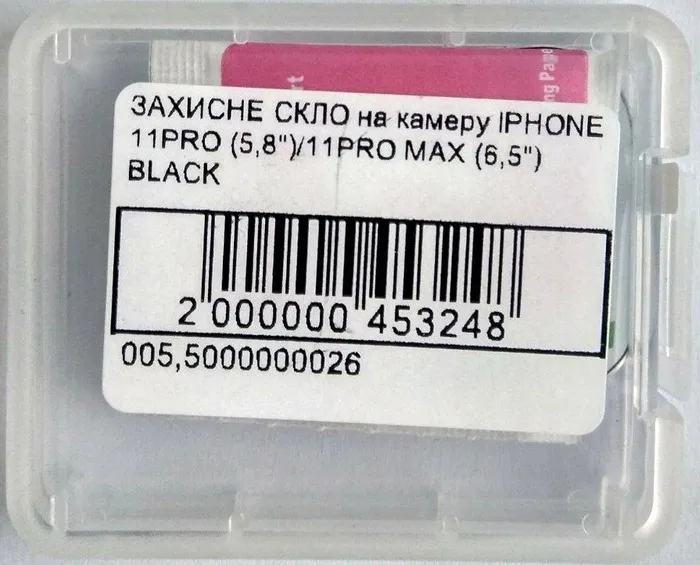 ЗАХИСНЕ СКЛО на камеру IPHONE
11PRO (5,8")/11PRO MAX (6,5")
BLACK
2 000000 453248
005,5000000026